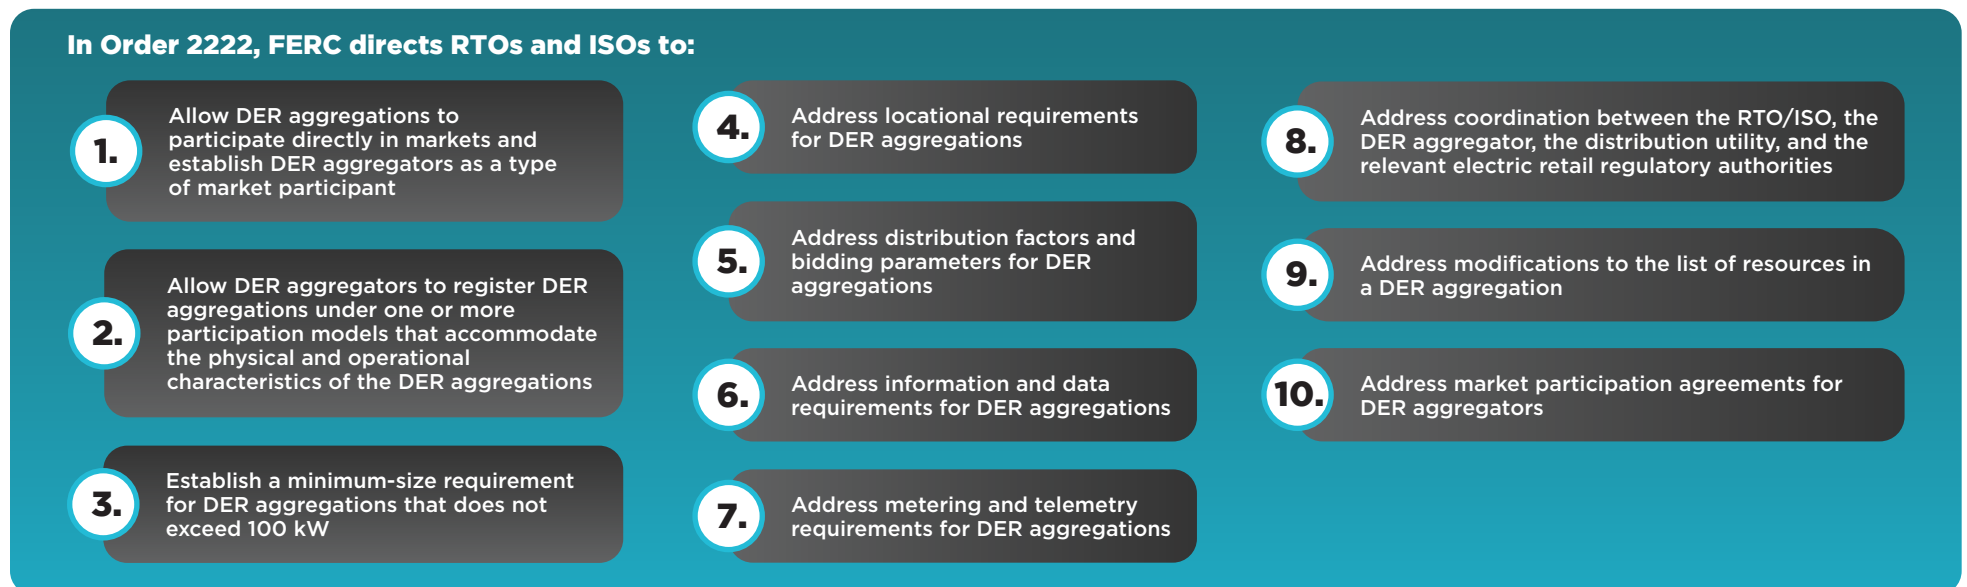 In Order 2222, FERC directs RTOs and ISOs to:
1.
Allow DER aggregations to
participate directly in markets and
establish DER aggregators as a type
of market participant
2.
Allow DER aggregators to register DER
aggregations under one or more
participation models that accommodate
the physical and operational
characteristics of the DER aggregations
3.
Establish a minimum-size requirement
for DER aggregations that does not
exceed 100 kW
4.
Address locational requirements
for DER aggregations
5.
Address distribution factors and
bidding parameters for DER
aggregations
6.
Address information and data
requirements for DER aggregations
7.
Address metering and telemetry
requirements for DER aggregations
8.
Address coordination between the RTO/ISO, the
DER aggregator, the distribution utility, and the
relevant electric retail regulatory authorities
9.
Address modifications to the list of resources in
a DER aggregation
10.
Address market participation agreements for
DER aggregators